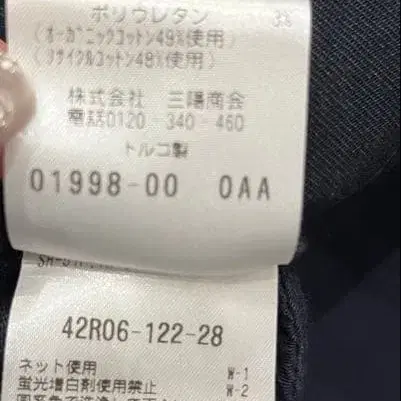 ポリウレタン 3%
(オーガニックコットン49%使用)
(リサイクルコットン48%使用)
株式会社 三陽商会
電話0120-340-460
トルコ製
01998-00 0AA
42R06-122-28
ネット使用 W-1
蛍光増白剤使用禁止 W-2